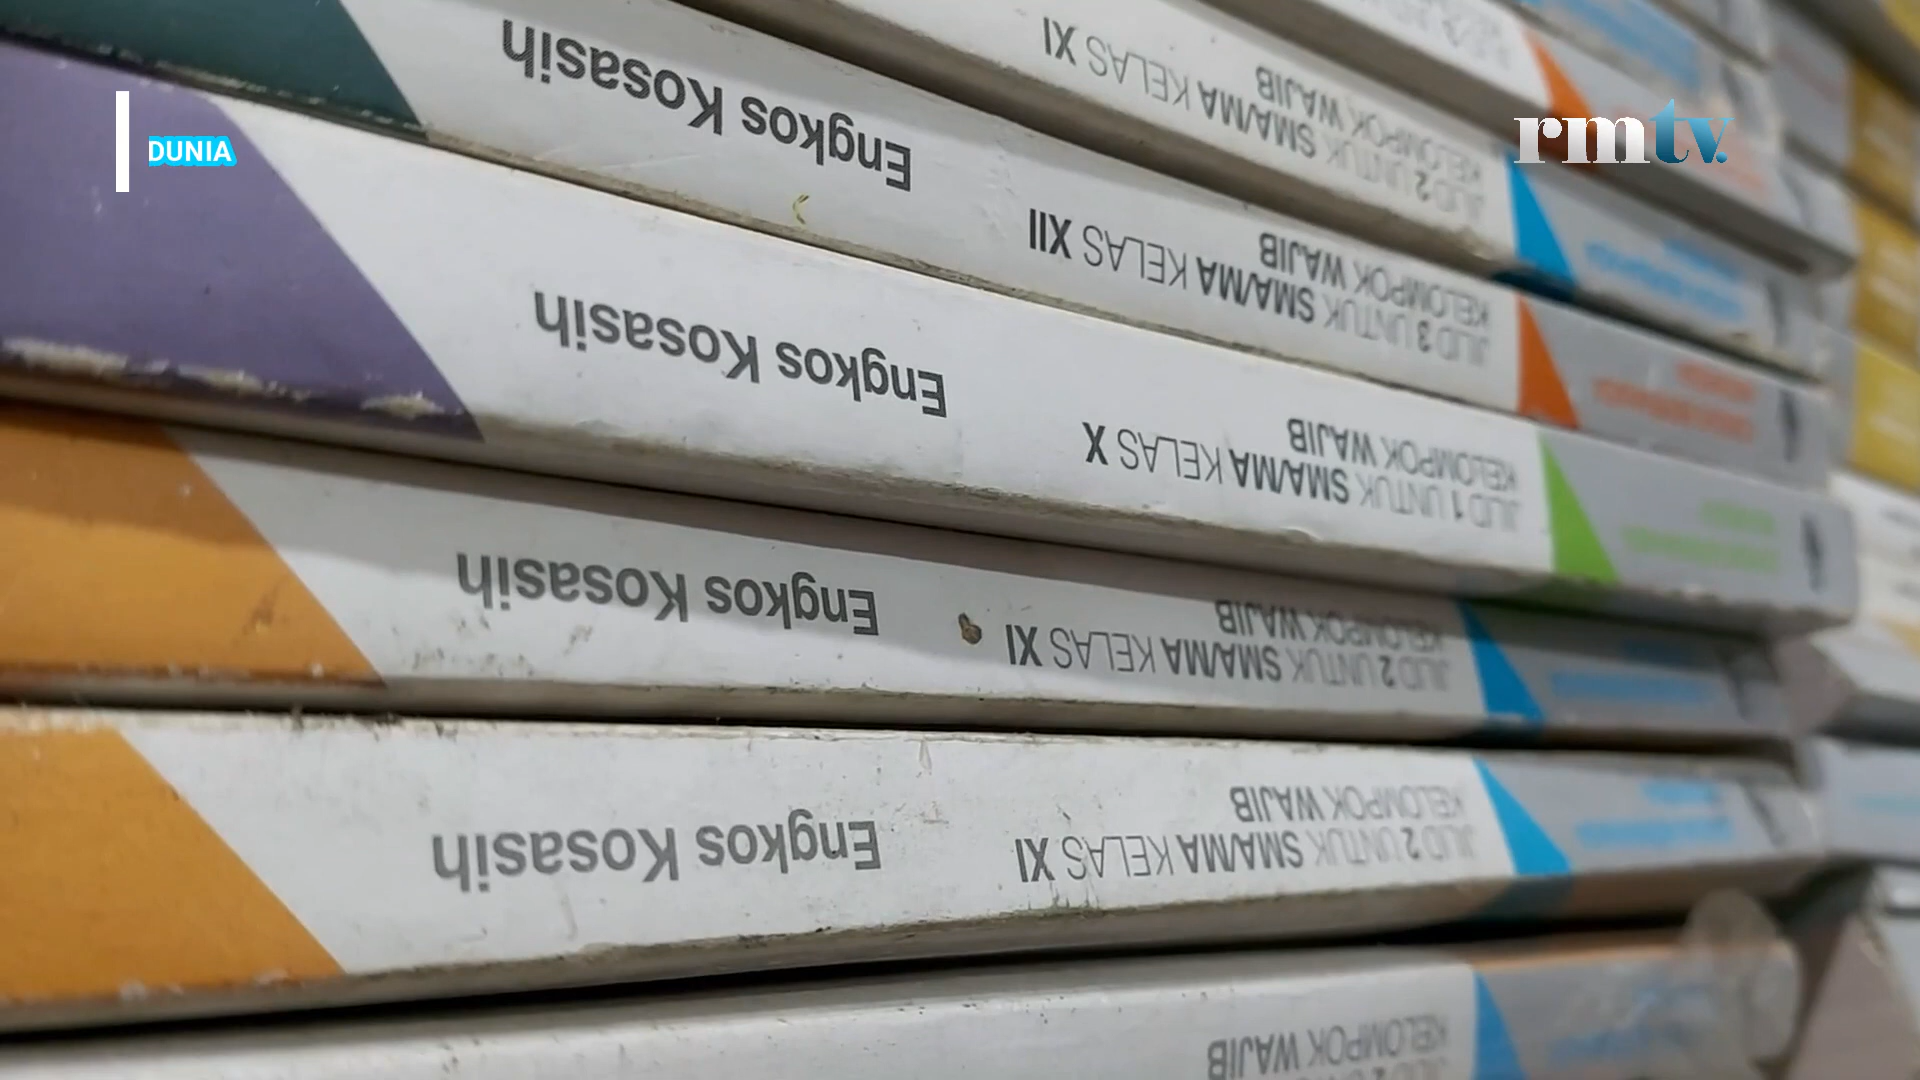 DUNIA
rmtv.
JILID 2 UNTUK SMA/MA KELAS XI
KELOMPOK WAJIB
Engkos Kosasih
JILID 3 UNTUK SMA/MA KELAS XII
KELOMPOK WAJIB
Engkos Kosasih
JILID 1 UNTUK SMA/MA KELAS X
KELOMPOK WAJIB
Engkos Kosasih
JILID 2 UNTUK SMA/MA KELAS XI
KELOMPOK WAJIB
Engkos Kosasih
JILID 2 UNTUK SMA/MA KELAS XI
KELOMPOK WAJIB
Engkos Kosasih
KELOMPOK WAJIB